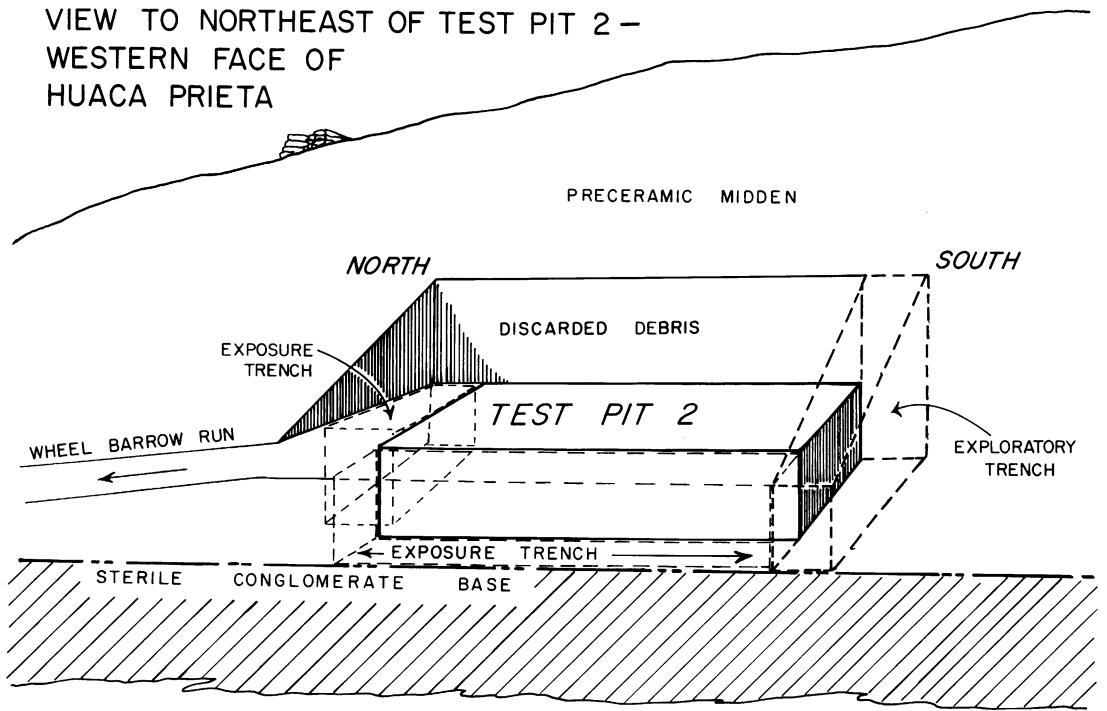 VIEW TO NORTHEAST OF TEST PIT 2 –
WESTERN FACE OF
HUACA PRIETA
PRECERAMIC MIDDEN
NORTH
SOUTH
DISCARDED DEBRIS
EXPOSURE
TRENCH
TEST PIT 2
WHEEL BARROW RUN
EXPLORATORY
TRENCH
EXPOSURE TRENCH
STERILE CONGLOMERATE BASE